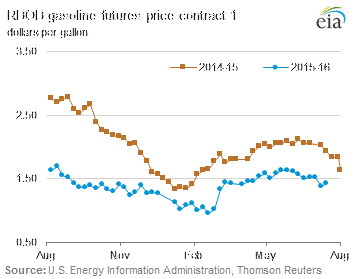 RBOB gasoline futures price contract 1
dollars per gallon
eia
3.50
2014-15
2015-16
2.50
1.50
0.50
Aug
Nov
Feb
May
Aug
Source: U.S. Energy Information Administration, Thomson Reuters